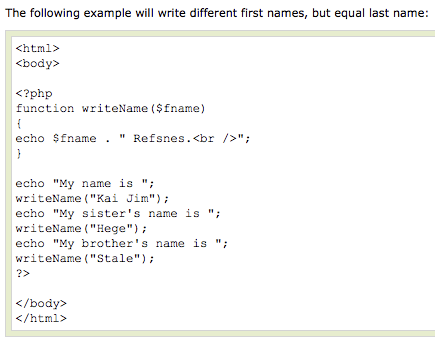 The following example will write different first names, but equal last name:
<html>
<body>
<?php
function writeName($fname)
{
echo $fname . " Refsnes.<br />";
}
echo "My name is ";
writeName("Kai Jim");
echo "My sister's name is ";
writeName("Hege");
echo "My brother's name is ";
writeName("Stale");
?>
</body>
</html>